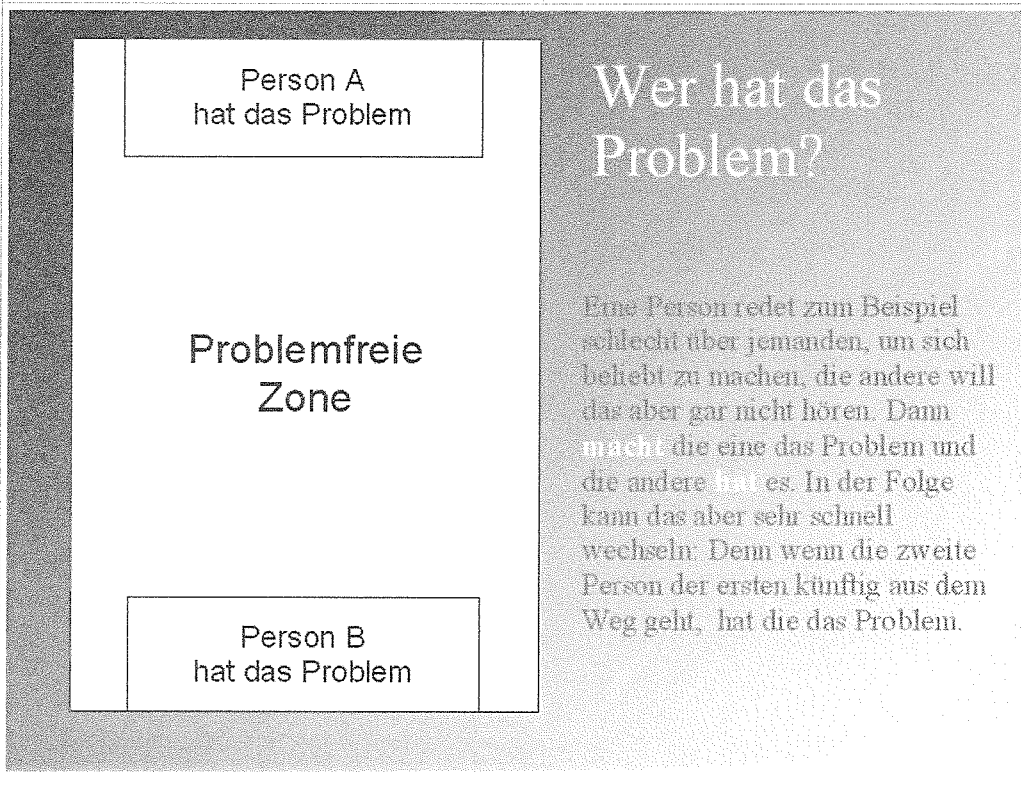 Person A
hat das Problem
Problemfreie
Zone
Person B
hat das Problem
Wer hat das
Problem?
Eine Person redet zum Beispiel
schlecht über jemanden, um sich
beliebt zu machen, die andere will
das aber gar nicht hören. Dann
macht die eine das Problem und
die andere hat es. In der Folge
kann das aber sehr schnell
wechseln: Denn wenn die zweite
Person der ersten künftig aus dem
Weg geht, hat die das Problem.